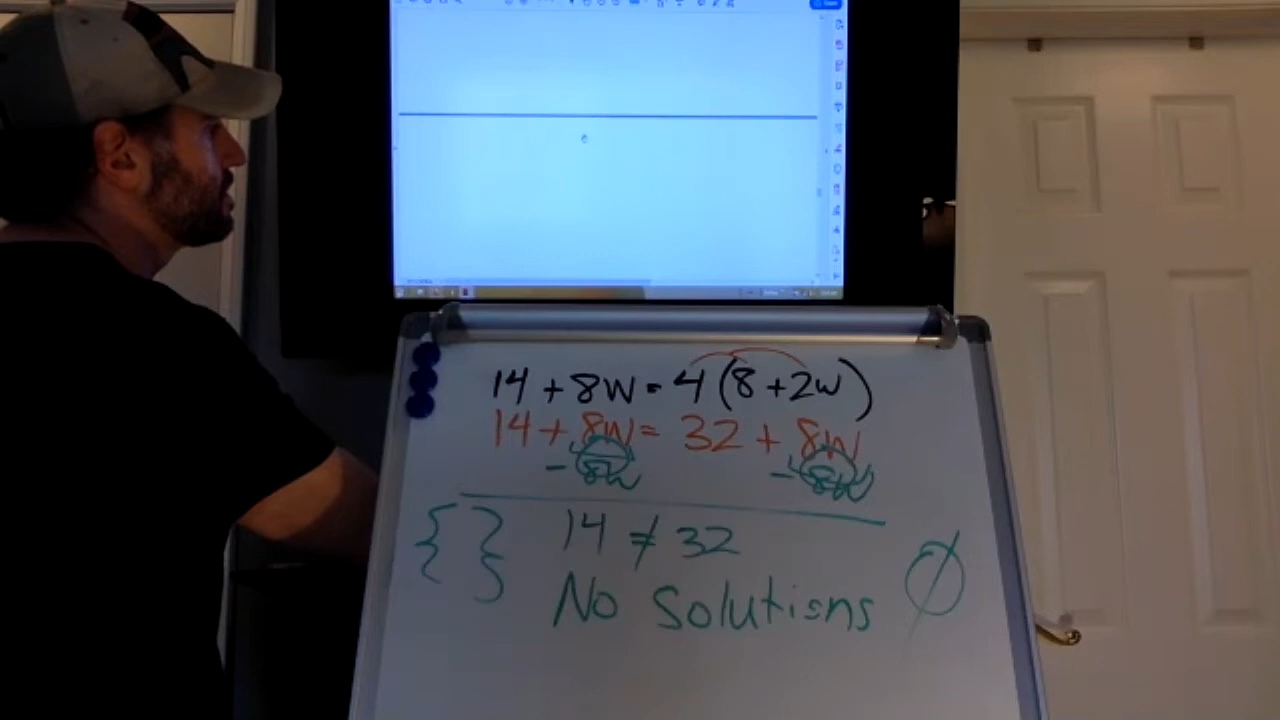 14 + 8W = 4(8 + 2W)
14 + 8W = 32 + 8W
- 8W - 8W
{ } 14 ≠ 32 ∅
No Solutions